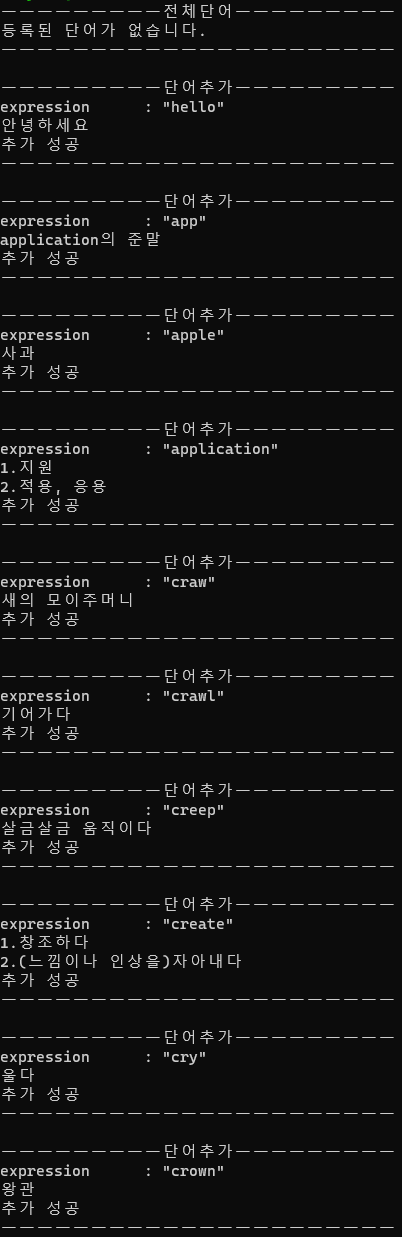 ─────────전체단어─────────
등록된 단어가 없습니다.
──────────────────────
─────────단어추가─────────
expression      : "hello"
안녕하세요
추가 성공
──────────────────────
─────────단어추가─────────
expression      : "app"
application의 준말
추가 성공
──────────────────────
─────────단어추가─────────
expression      : "apple"
사과
추가 성공
──────────────────────
─────────단어추가─────────
expression      : "application"
1.지원
2.적용, 응용
추가 성공
──────────────────────
─────────단어추가─────────
expression      : "craw"
새의 모이주머니
추가 성공
──────────────────────
─────────단어추가─────────
expression      : "crawl"
기어가다
추가 성공
──────────────────────
─────────단어추가─────────
expression      : "creep"
살금살금 움직이다
추가 성공
──────────────────────
─────────단어추가─────────
expression      : "create"
1.창조하다
2.(느낌이나 인상을)자아내다
추가 성공
──────────────────────
─────────단어추가─────────
expression      : "cry"
울다
추가 성공
──────────────────────
─────────단어추가─────────
expression      : "crown"
왕관
추가 성공
──────────────────────